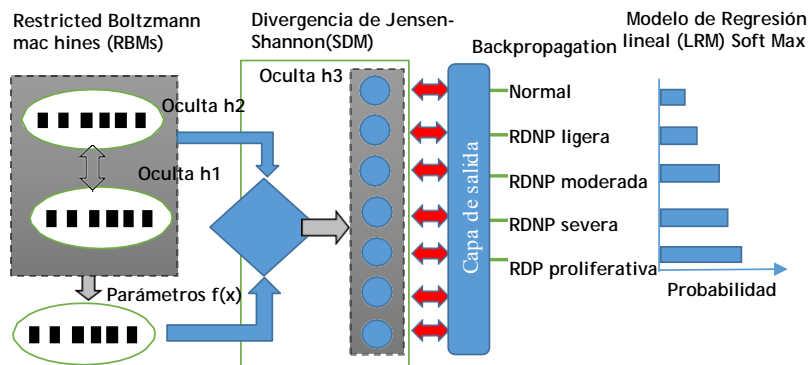 Restricted Boltzmann
mac hines (RBMs)
Oculta h2
Oculta h1
Parámetros f(x)
Divergencia de Jensen-
Shannon(SDM)
Oculta h3
Backpropagation
Capa de salida
Normal
RDNP ligera
RDNP moderada
RDNP severa
RDP proliferativa
Modelo de Regresión
lineal (LRM) Soft Max
Probabilidad